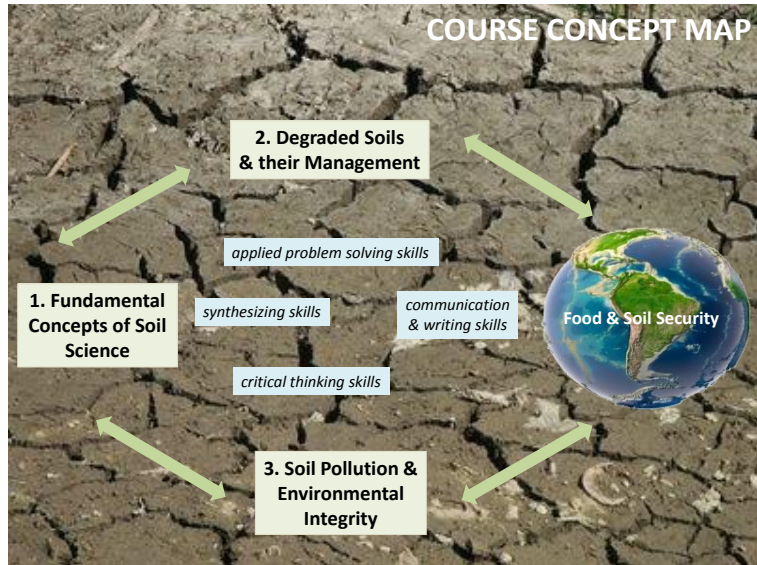 COURSE CONCEPT MAP
2. Degraded Soils
& their Management
applied problem solving skills
1. Fundamental
Concepts of Soil
Science
synthesizing skills
communication
& writing skills
Food & Soil Security
critical thinking skills
3. Soil Pollution &
Environmental
Integrity